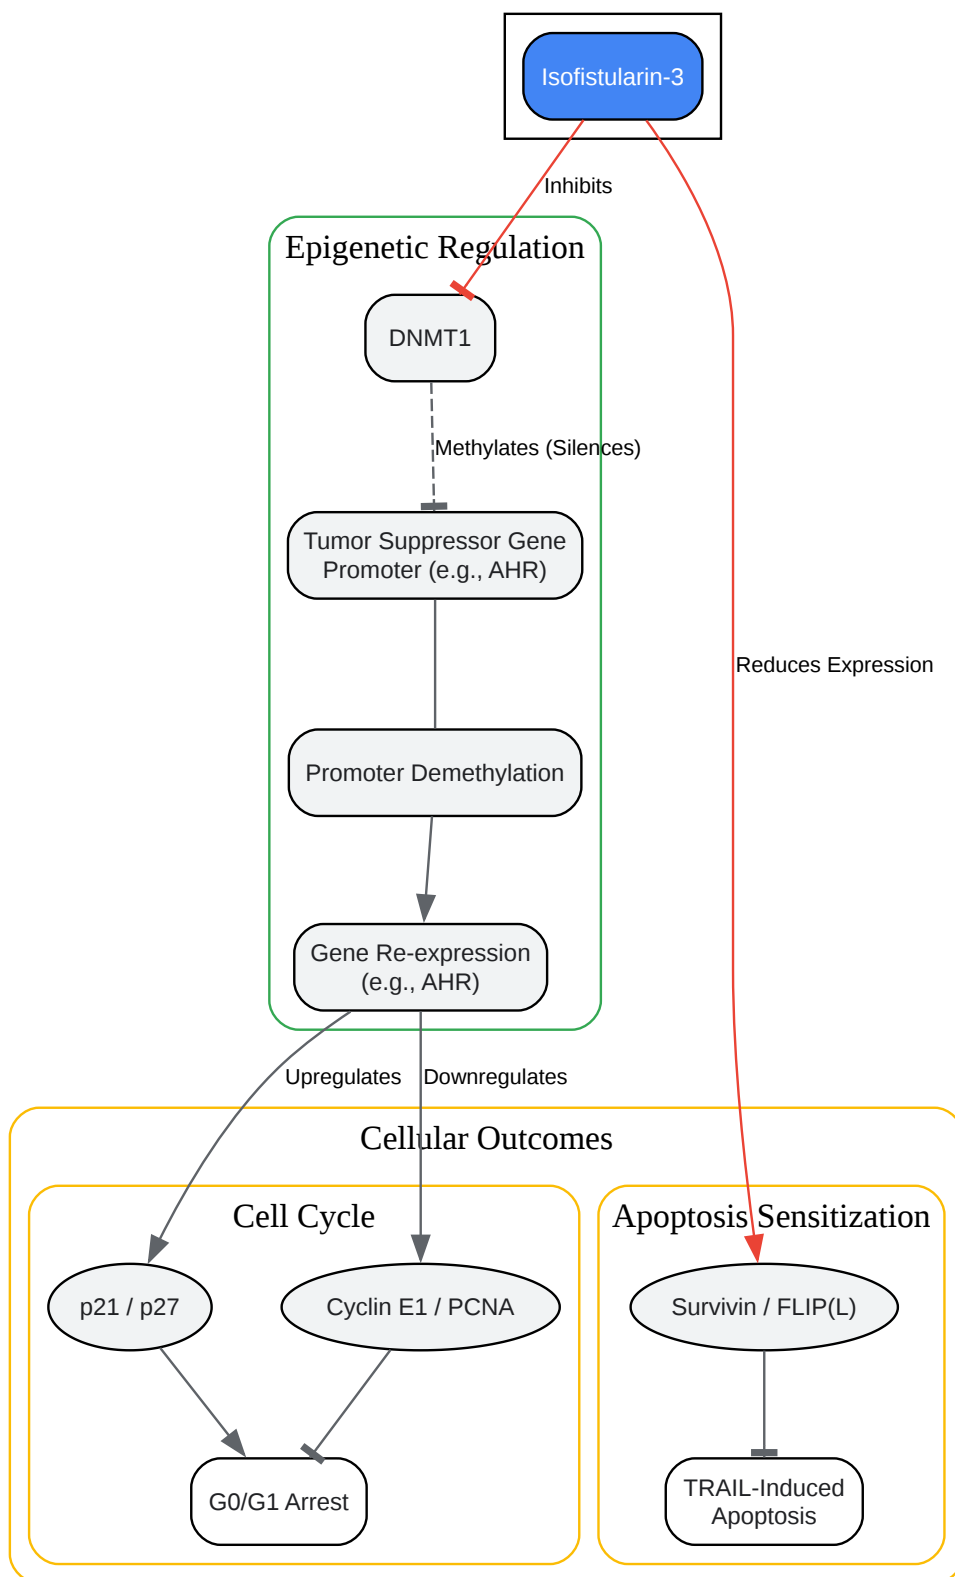 Isofistularin-3
Inhibits
Epigenetic Regulation
DNMT1
Methylates (Silences)
Tumor Suppressor Gene
Promoter (e.g., AHR)
Reduces Expression
Promoter Demethylation
Gene Re-expression
(e.g., AHR)
Upregulates
Downregulates
Cellular Outcomes
Cell Cycle
Apoptosis Sensitization
p21 / p27
Cyclin E1 / PCNA
Survivin / FLIP(L)
G0/G1 Arrest
TRAIL-Induced
Apoptosis